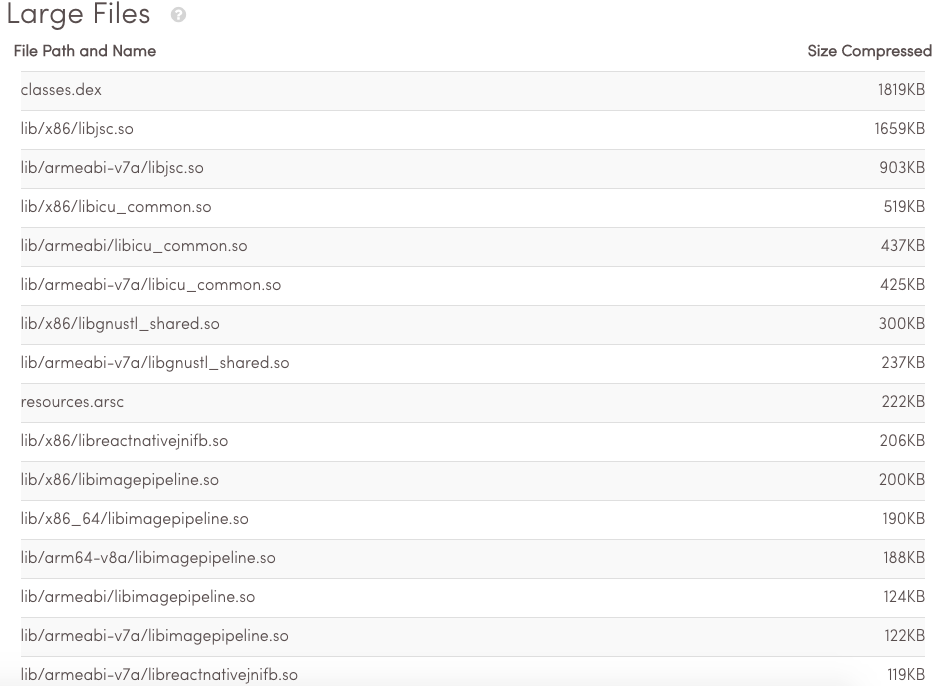 Large Files ?
File Path and Name Size Compressed
classes.dex 1819KB
lib/x86/libjsc.so 1659KB
lib/armeabi-v7a/libjsc.so 903KB
lib/x86/libicu_common.so 519KB
lib/armeabi/libicu_common.so 437KB
lib/armeabi-v7a/libicu_common.so 425KB
lib/x86/libgnustl_shared.so 300KB
lib/armeabi-v7a/libgnustl_shared.so 237KB
resources.arsc 222KB
lib/x86/libreactnativejnifb.so 206KB
lib/x86/libimagepipeline.so 200KB
lib/x86_64/libimagepipeline.so 190KB
lib/arm64-v8a/libimagepipeline.so 188KB
lib/armeabi/libimagepipeline.so 124KB
lib/armeabi-v7a/libimagepipeline.so 122KB
lib/armeabi-v7a/libreactnativejnifb.so 119KB